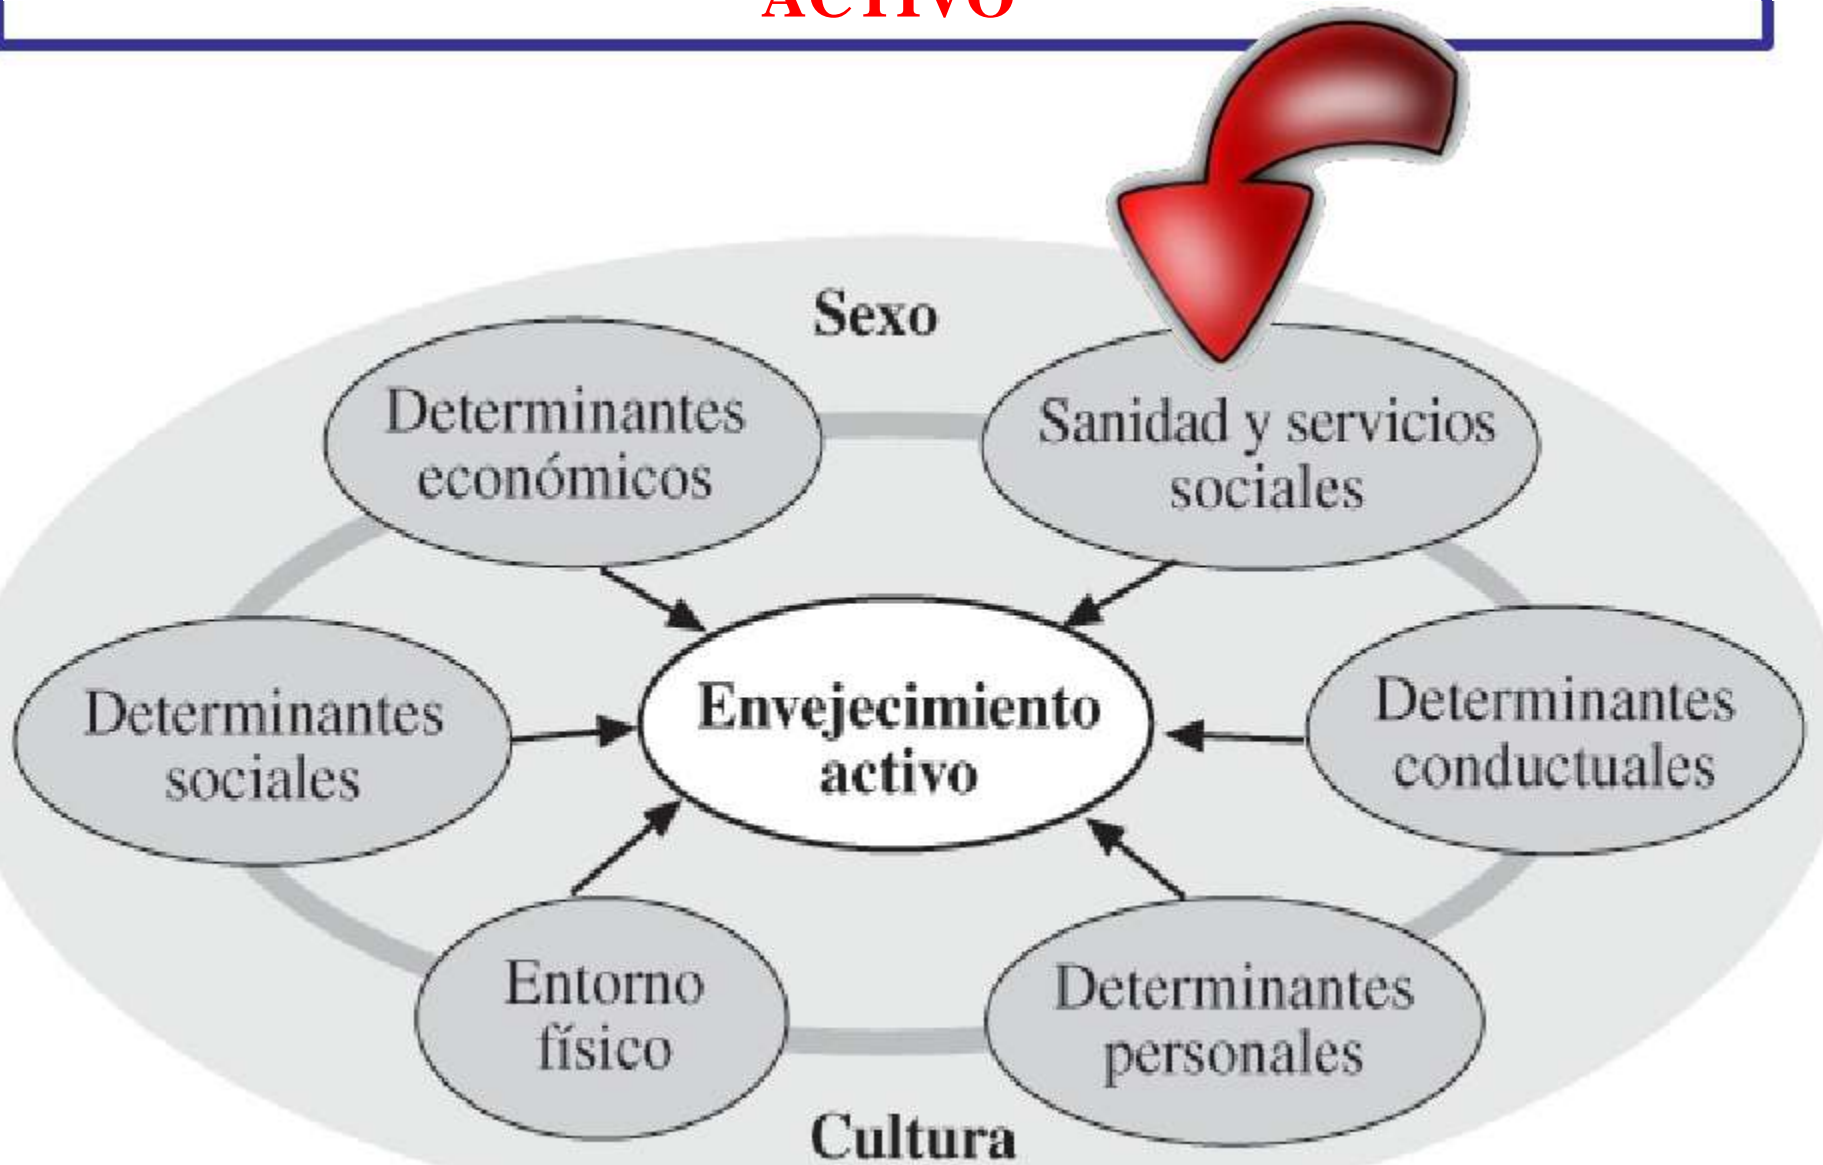 ACTIVO
Sexo
Determinantes
económicos
Sanidad y servicios
sociales
Determinantes
sociales
Envejecimiento
activo
Determinantes
conductuales
Entorno
físico
Determinantes
personales
Cultura